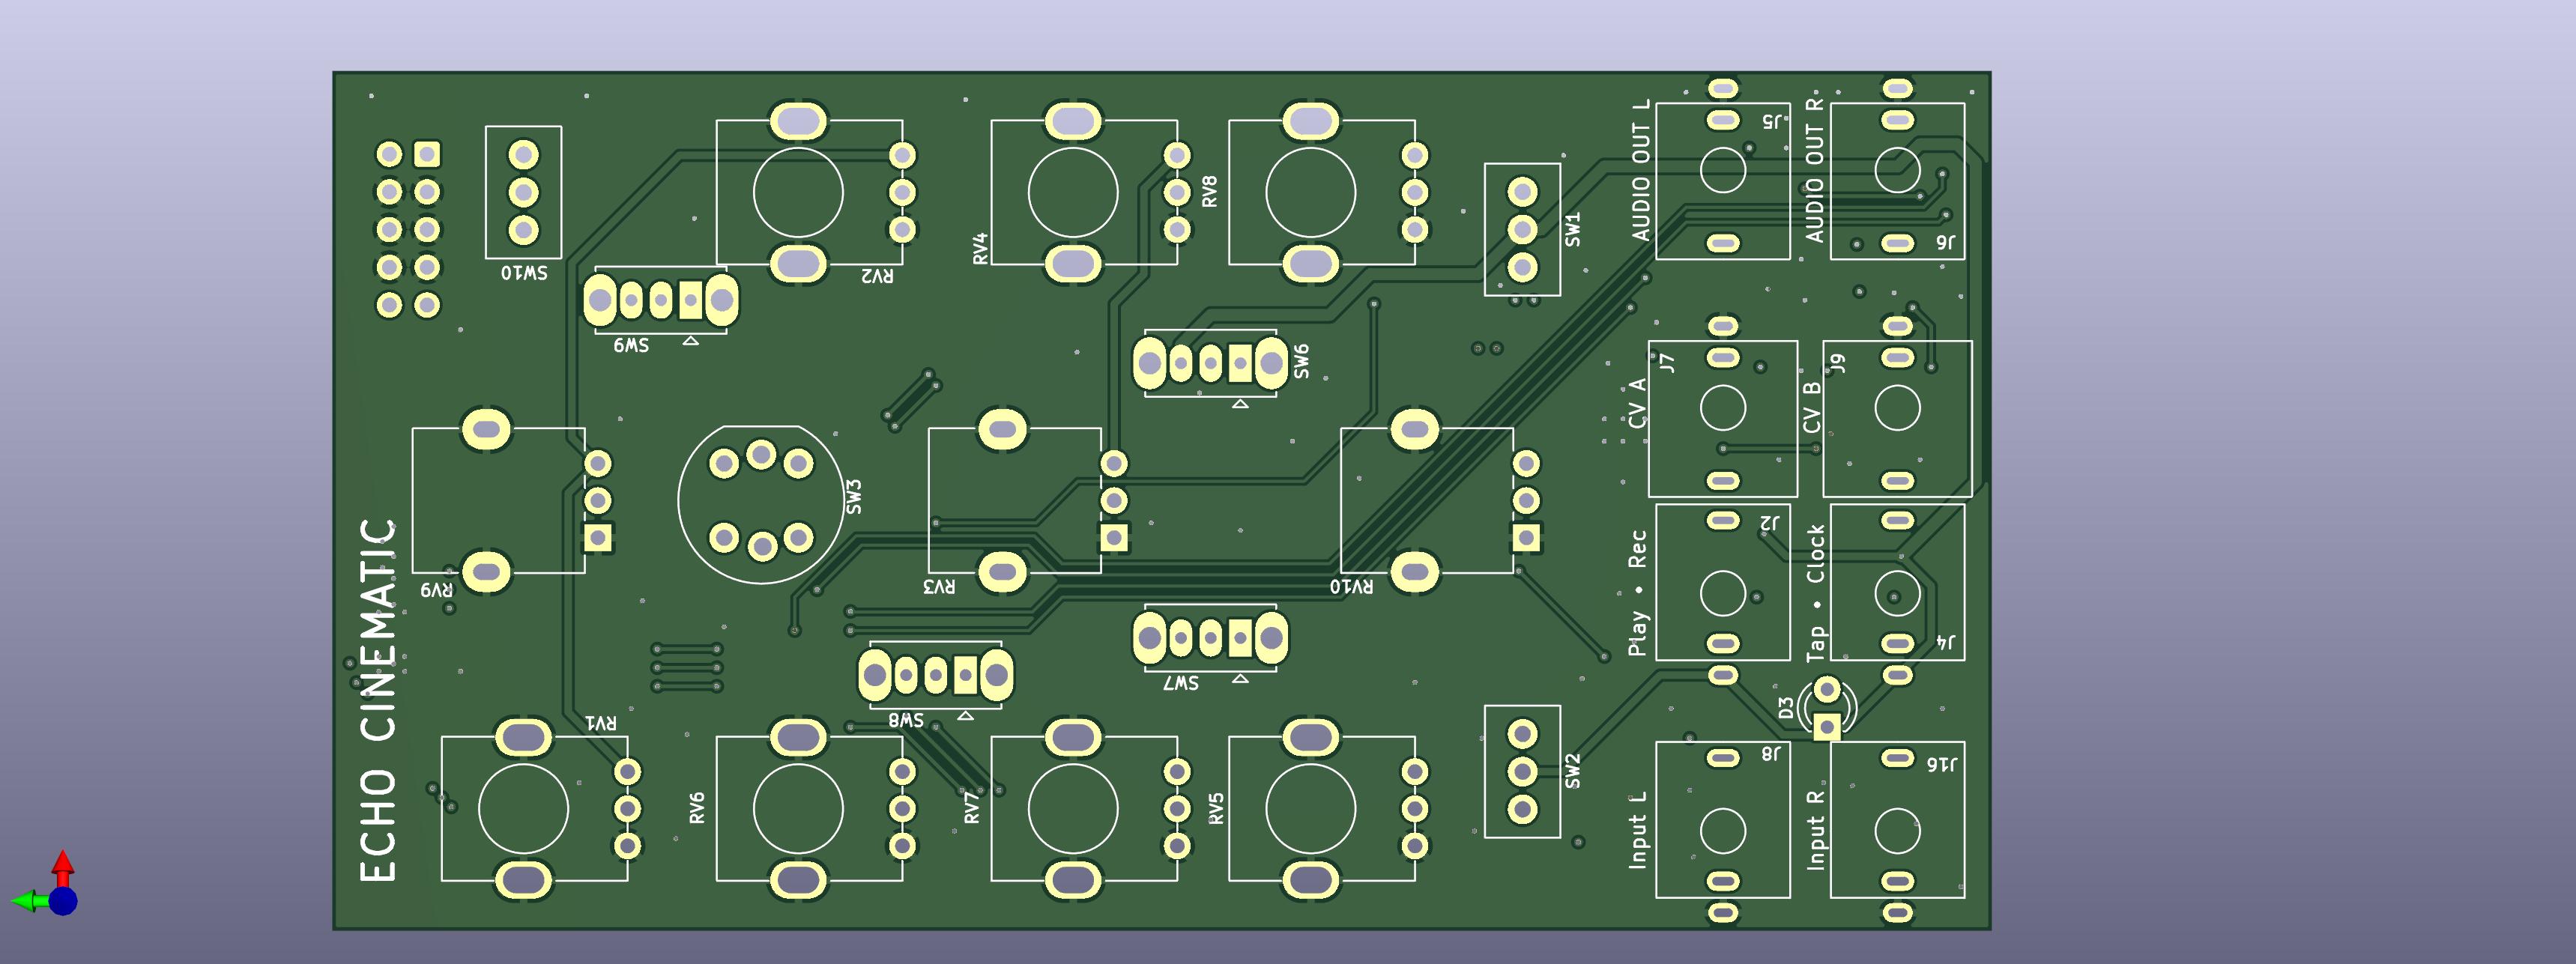 AUDIO OUT L
AUDIO OUT R
J5
J6
SW10
RV2
RV4
RV8
SW1
SW9
SW6
CV A
J7
CV B
J9
ECHO CINEMATIC
RV9
SW3
RV3
RV10
Play • Rec
J2
Tap • Clock
J4
SW7
SW8
RV1
D3
RV6
RV7
RV5
SW2
Input L
J8
Input R
J16